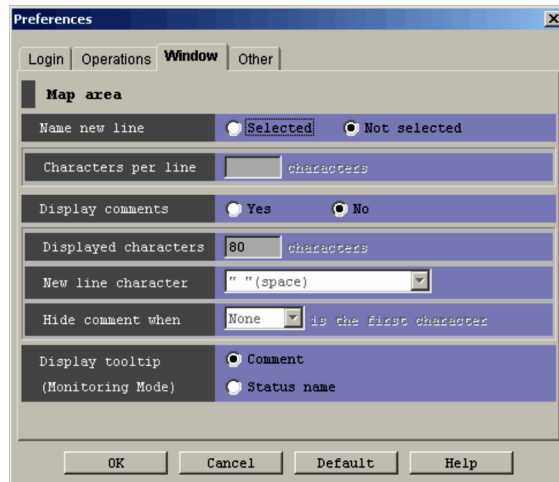 Preferences
Login Operations Window Other
Map area
Name new line Selected Not selected
Characters per line characters
Display comments Yes No
Displayed characters 80 characters
New line character " "(space)
Hide comment when None is the first character
Display tooltip (Monitoring Mode) Comment
Status name
OK Cancel Default Help